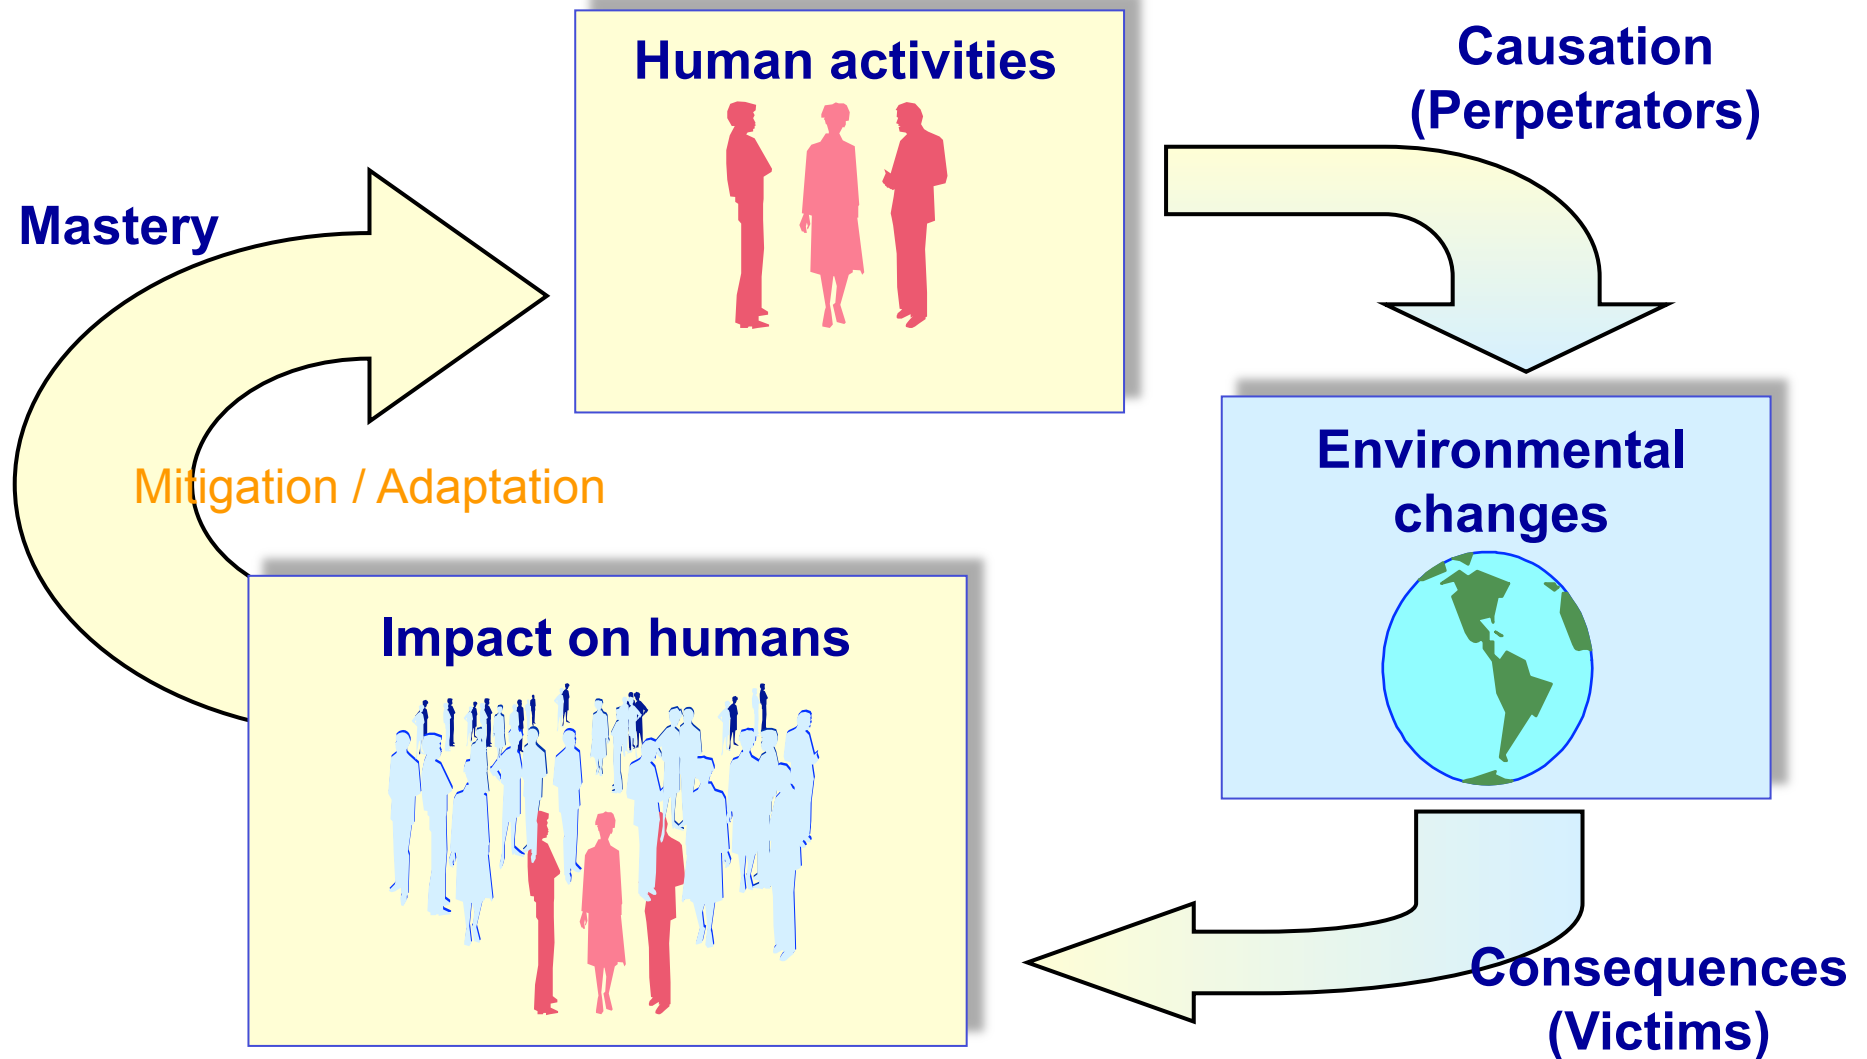 Human activities
Causation
(Perpetrators)
Mastery
Environmental
changes
Mitigation / Adaptation
Impact on humans
Consequences
(Victims)